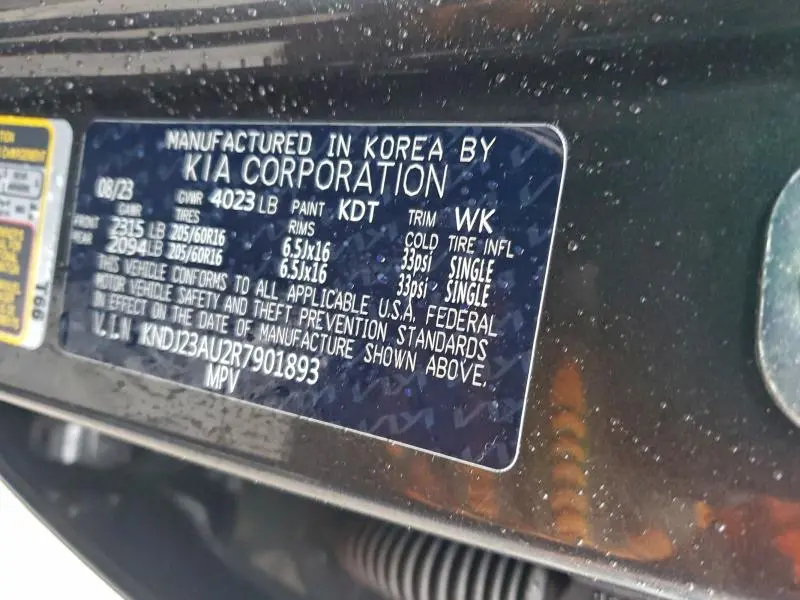 MANUFACTURED IN KOREA BY
KIA CORPORATION
08/23 GVWR 4023 LB PAINT KDT TRIM WK
GAWR TIRES RIMS COLD TIRE INFL
FRONT 2315 LB 205/60R16 6.5Jx16 33psi SINGLE
REAR 2094 LB 205/60R16 6.5Jx16 33psi SINGLE
THIS VEHICLE CONFORMS TO ALL APPLICABLE U.S.A. FEDERAL
MOTOR VEHICLE SAFETY AND THEFT PREVENTION STANDARDS
IN EFFECT ON THE DATE OF MANUFACTURE SHOWN ABOVE.
V.I.N KNDJ23AU2R7901893
MPV
T66